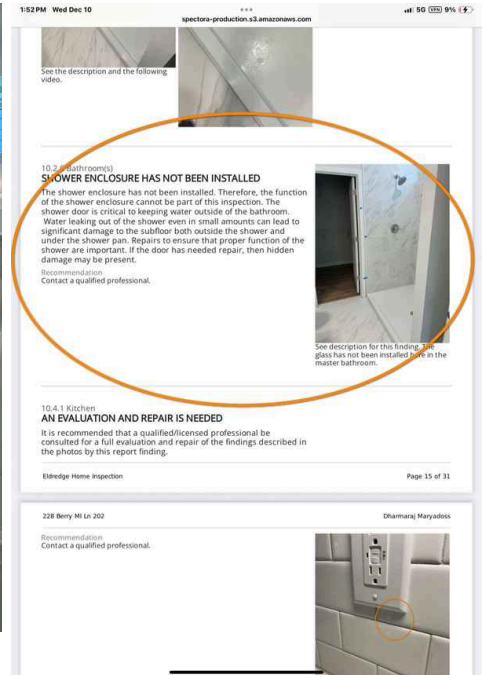 1:52 PM Wed Dec 10
5G VPN 9%
spectora-production.s3.amazonaws.com
See the description and the following
video.
Bathroom(s)
SHOWER ENCLOSURE HAS NOT BEEN INSTALLED
The shower enclosure has not been installed. Therefore, the function
of the shower enclosure cannot be part of this inspection. The
shower door is critical to keeping water outside of the bathroom.
Water leaking out of the shower even in small amounts can lead to
significant damage to the subfloor both outside the shower and
under the shower pan. Repairs to ensure that proper function of the
shower are important. If the door has needed repair, then hidden
damage may be present.
Recommendation
Contact a qualified professional.
See description for this finding. The
glass has not been installed here in the
master bathroom.
10.4.1 Kitchen
AN EVALUATION AND REPAIR IS NEEDED
It is recommended that a qualified/licensed professional be
consulted for a full evaluation and repair of the findings described in
the photos by this report finding.
Eldredge Home Inspection
Page 15 of 31
228 Berry Ml Ln 202
Dharmaraj Maryadoss
Recommendation
Contact a qualified professional.